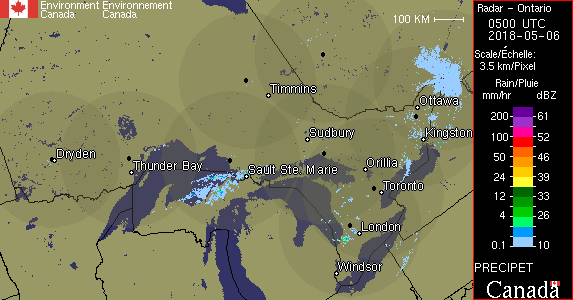 Environment Environnement
Canada Canada
100 KM
Timmins
Ottawa
Sudbury
Kingston
Dryden
Thunder Bay
Sault Ste. Marie
Orillia
Toronto
London
Windsor
Radar - Ontario
0500 UTC
2018-05-06
Scale/Échelle:
3.5 km/Pixel
Rain/Pluie
mm/hr dBZ
200 61
100 52
50 46
24 39
12 33
4 26
0.1 10
PRECIPET
Canada